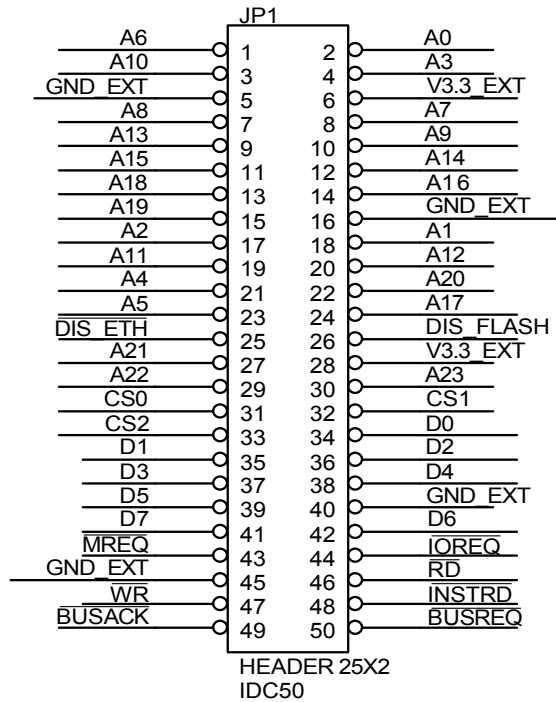 JP1
A6 1 2 A0
A10 3 4 A3
GND_EXT 5 6 V3.3_EXT
A8 7 8 A7
A13 9 10 A9
A15 11 12 A14
A18 13 14 A16
A19 15 16 GND_EXT
A2 17 18 A1
A11 19 20 A12
A4 21 22 A20
A5 23 24 A17
DIS_ETH 25 26 DIS_FLASH
A21 27 28 V3.3_EXT
A22 29 30 A23
CS0 31 32 CS1
CS2 33 34 D0
D1 35 36 D2
D3 37 38 D4
D5 39 40 GND_EXT
D7 41 42 D6
MREQ 43 44 IOREQ
GND_EXT 45 46 RD
WR 47 48 INSTRD
BUSACK 49 50 BUSREQ
HEADER 25X2
IDC50